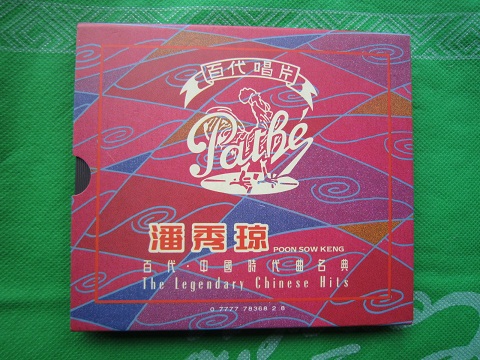 百代唱片
Pathé
潘秀琼 POON SOW KENG
百代·中國時代曲名典
The Legendary Chinese Hits
0 7777 78368 2 8